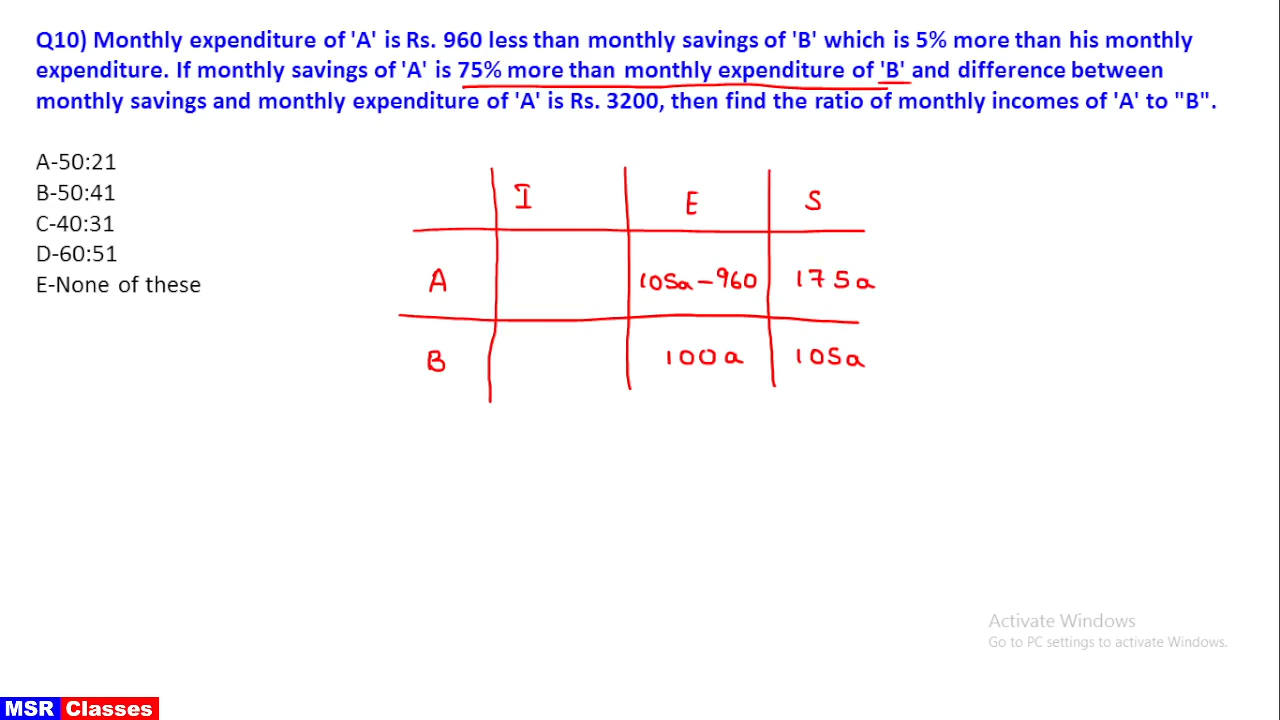 Q10) Monthly expenditure of 'A' is Rs. 960 less than monthly savings of 'B' which is 5% more than his monthly
expenditure. If monthly savings of 'A' is 75% more than monthly expenditure of 'B' and difference between
monthly savings and monthly expenditure of 'A' is Rs. 3200, then find the ratio of monthly incomes of 'A' to "B".
A-50:21
B-50:41
C-40:31
D-60:51
E-None of these
I E S
A 105a-960 175a
B 100a 105a
Activate Windows
Go to PC settings to activate Windows.
MSR Classes